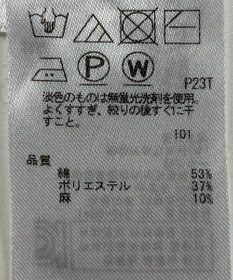 P W
P23T
淡色のものは無蛍光洗剤を使用。
よくすすぎ、絞りの後すぐに干
すこと。
101
品質
綿 53%
ポリエステル 37%
麻 10%